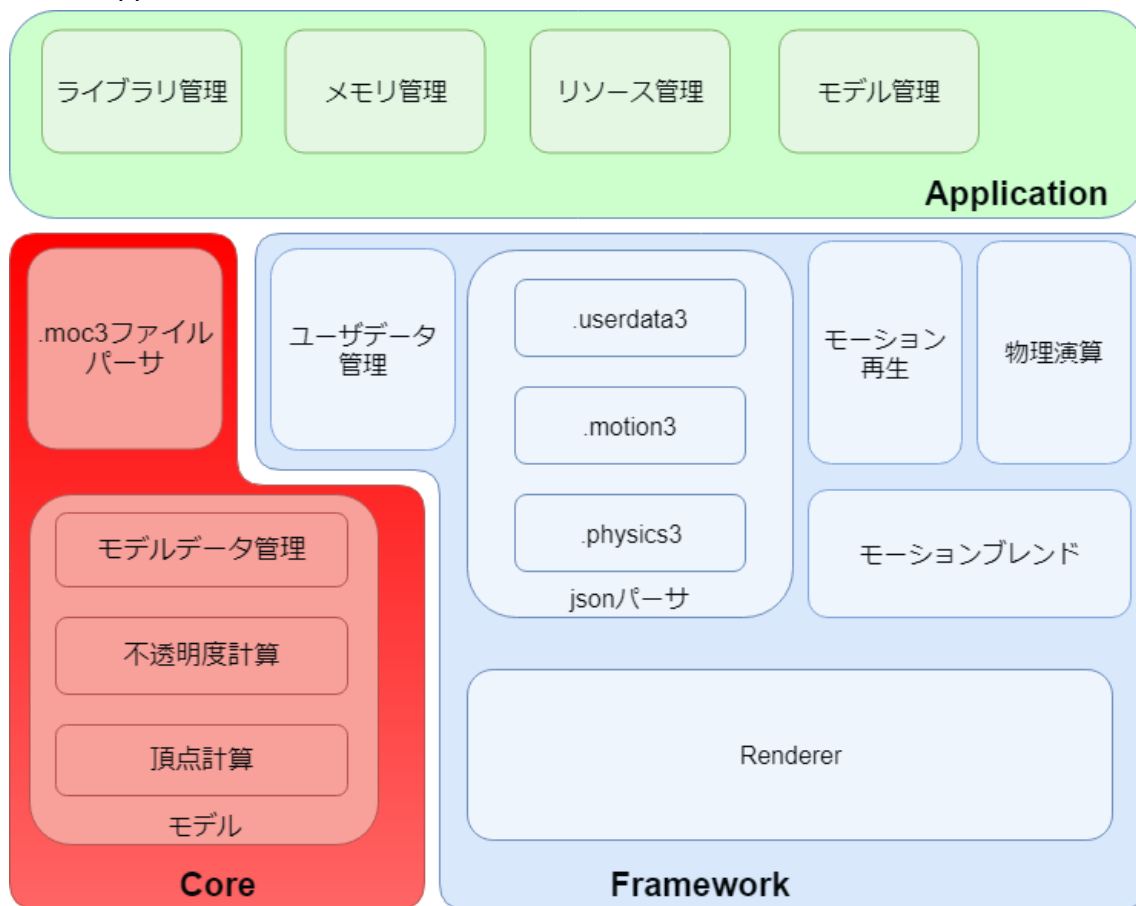 ライブラリ管理
メモリ管理
リソース管理
モデル管理
Application
.moc3ファイル
パーサ
モデルデータ管理
不透明度計算
頂点計算
モデル
Core
ユーザデータ
管理
.userdata3
.motion3
.physics3
jsonパーサ
モーション
再生
物理演算
モーションブレンド
Renderer
Framework